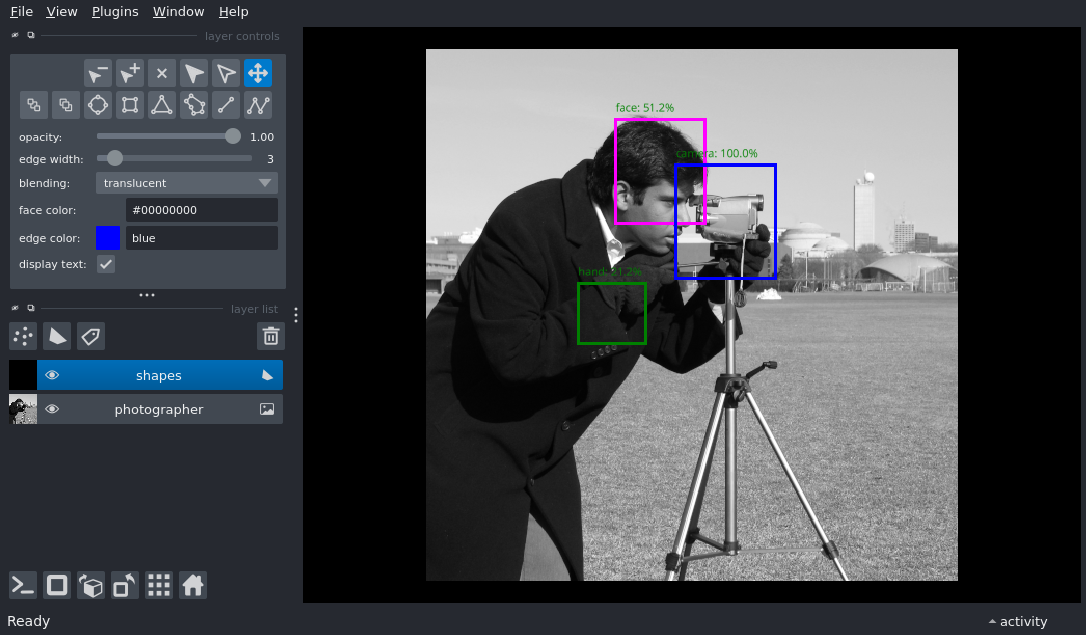 File View Plugins Window Help
layer controls
opacity: 1.00
edge width: 3
blending: translucent
face color: #00000000
edge color: blue
display text:
layer list
shapes
photographer
face: 51.2%
camera: 100.0%
hand:
Ready
activity